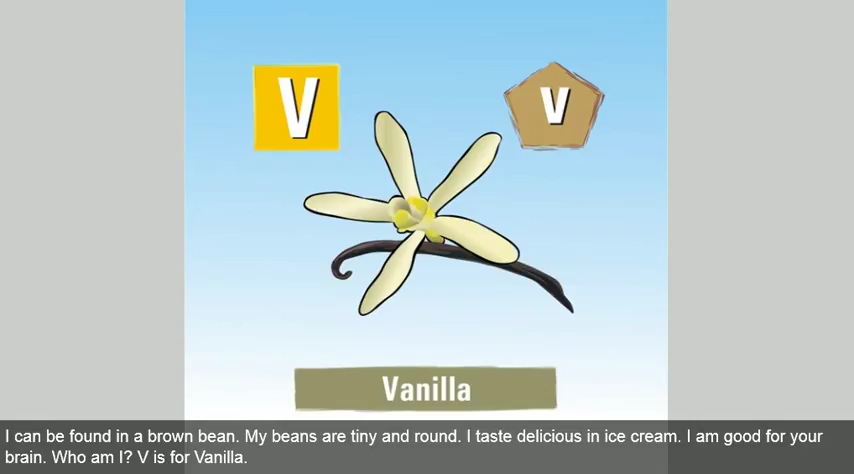 V
v
Vanilla
I can be found in a brown bean. My beans are tiny and round. I taste delicious in ice cream. I am good for your
brain. Who am I? V is for Vanilla.